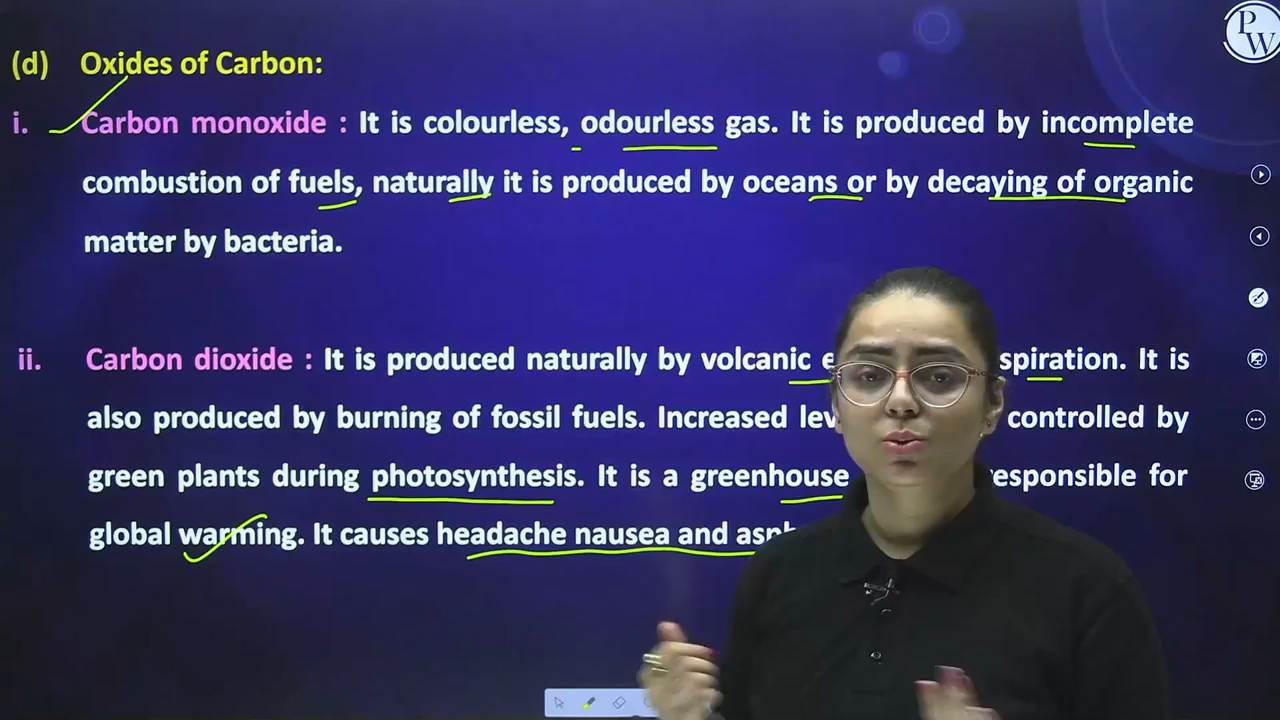 PW
(d) Oxides of Carbon:
i. Carbon monoxide : It is colourless, odourless gas. It is produced by incomplete
combustion of fuels, naturally it is produced by oceans or by decaying of organic
matter by bacteria.
ii. Carbon dioxide : It is produced naturally by volcanic spiration. It is
also produced by burning of fossil fuels. Increased controlled by
green plants during photosynthesis. It is a greenhouse responsible for
global warming. It causes headache nausea and